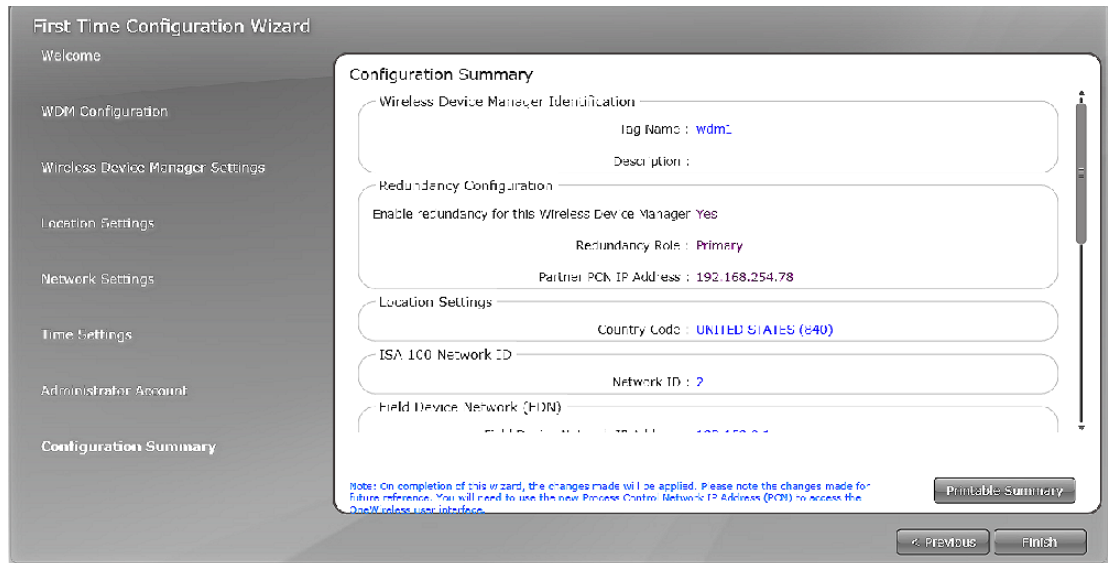 First Time Configuration Wizard
Welcome
WDM Configuration
Wireless Device Manager Settings
Location Settings
Network Settings
Time Settings
Administrator Account
Configuration Summary
Configuration Summary
Wireless Device Manager Identification
Tag Name : wdm1
Description :
Redundancy Configuration
Enable redundancy for this Wireless Device Manager Yes
Redundancy Role : Primary
Partner PCN IP Address : 192.168.254.78
Location Settings
Country Code : UNITED STATES (840)
ISA 100 Network ID
Network ID : 2
Field Device Network (FDN)
Note: On completion of this wizard, the changes made will be applied. Please note the changes made for
future reference. You will need to use the new Process Control Network IP Address (PCN) to access the
OneWireless user interface.
Printable Summary
< Previous
Finish